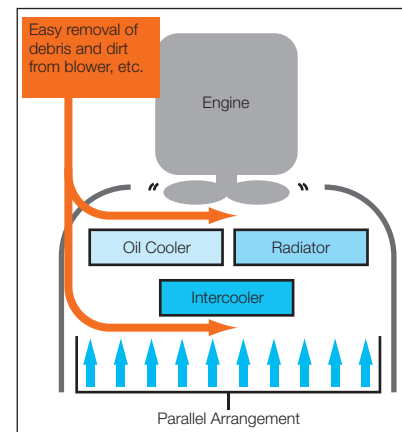 Easy removal of
debris and dirt
from blower, etc.
Engine
Oil Cooler
Radiator
Intercooler
Parallel Arrangement